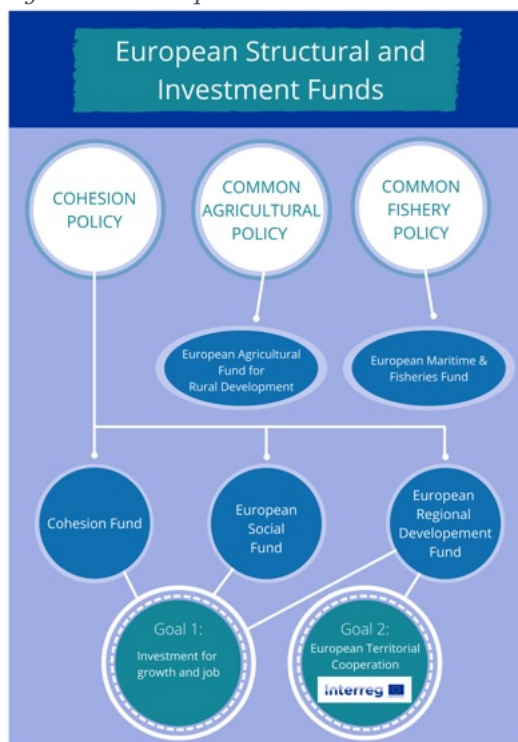 European Structural and
Investment Funds
COHESION
POLICY
COMMON
AGRICULTURAL
POLICY
COMMON
FISHERY
POLICY
European Agricultural
Fund for
Rural Development
European Maritime &
Fisheries Fund
Cohesion Fund
European
Social
Fund
European
Regional
Developement
Fund
Goal 1:
Investment for
growth and job
Goal 2:
European Territorial
Cooperation
Interreg